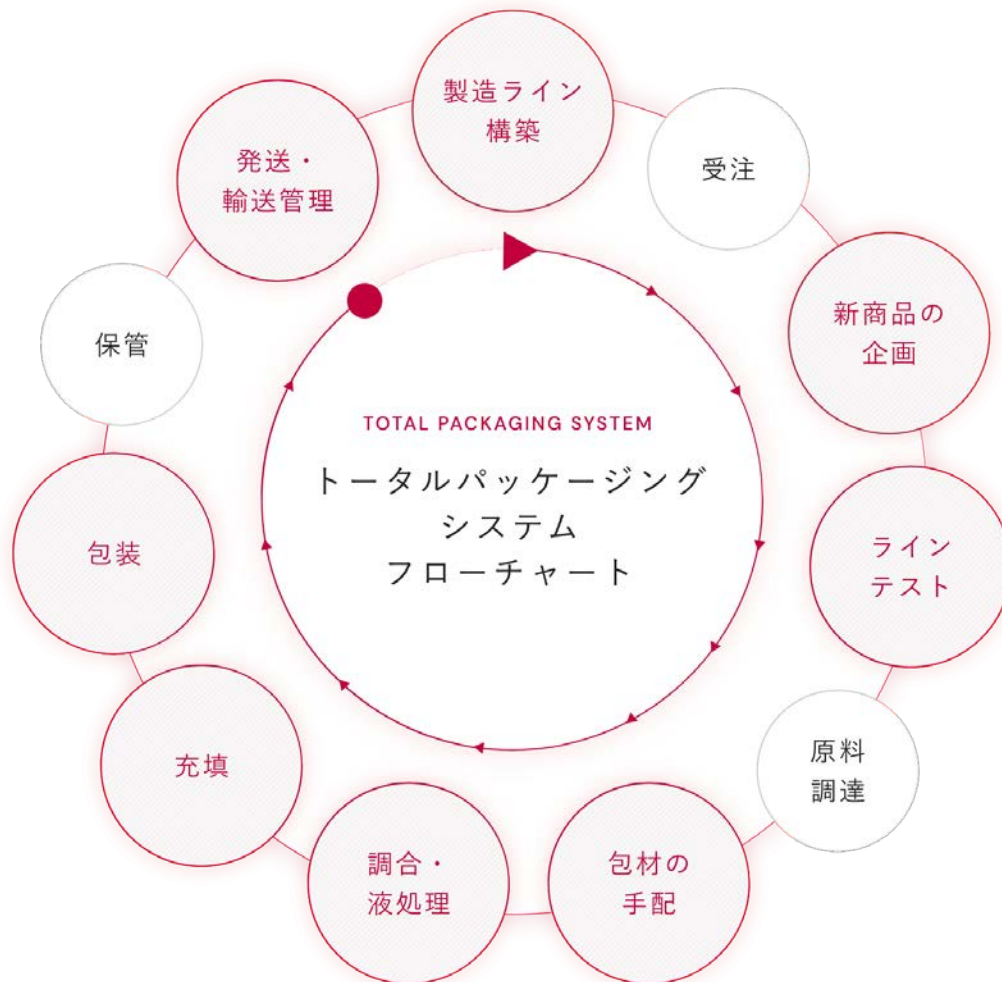 製造ライン
構築
受注
新商品の
企画
ライン
テスト
原料
調達
包材の
手配
調合・
液処理
充填
包装
保管
発送・
輸送管理
TOTAL PACKAGING SYSTEM
トータルパッケージング
システム
フローチャート